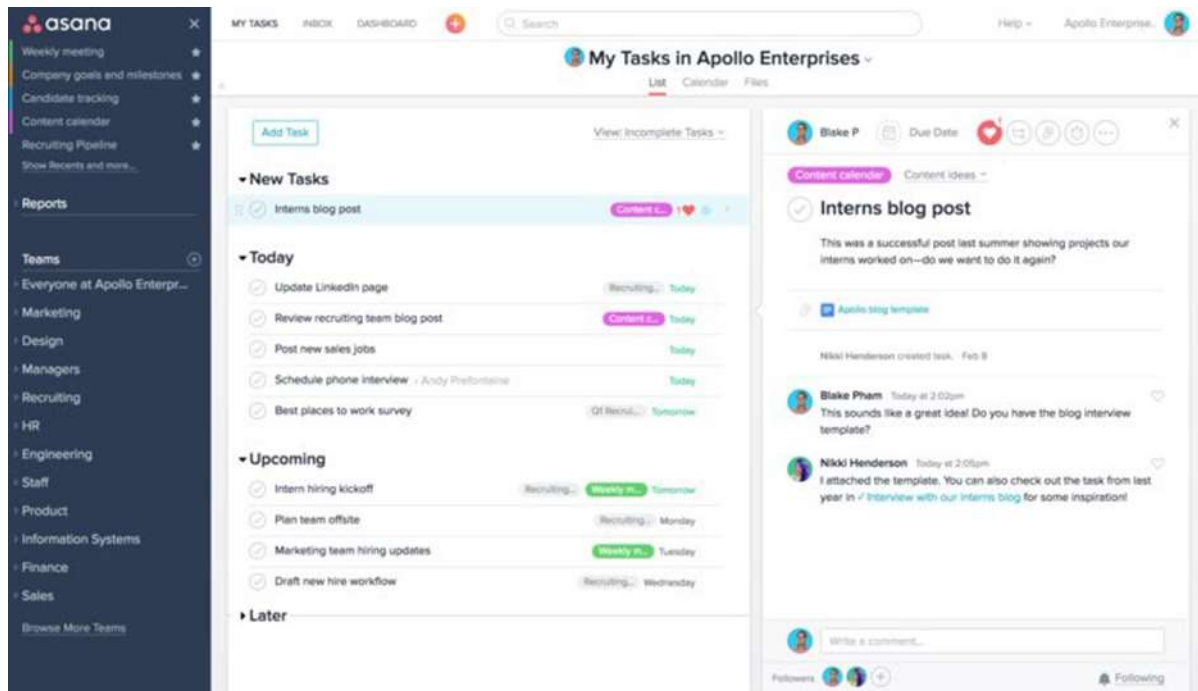 asana
Weekly meeting
Company goals and milestones
Candidate tracking
Content calendar
Recruiting Pipeline
Show Recents and more...
Reports
Teams
Everyone at Apollo Enterpr...
Marketing
Design
Managers
Recruiting
HR
Engineering
Staff
Product
Information Systems
Finance
Sales
Browse More Teams
MY TASKS INBOX DASHBOARD Search Help Apollo Enterprise..
My Tasks in Apollo Enterprises
List Calendar Files
Add Task View: Incomplete Tasks
New Tasks
Interns blog post Content c... 1
Today
Update LinkedIn page Recruiting... Today
Review recruiting team blog post Content c... Today
Post new sales jobs Today
Schedule phone interview ‹ Andy Prefontaine Today
Best places to work survey Q1 Recrui... Tomorrow
Upcoming
Intern hiring kickoff Recruiting... Weekly m... Tomorrow
Plan team offsite Recruiting... Monday
Marketing team hiring updates Weekly m... Tuesday
Draft new hire workflow Recruiting... Wednesday
Later
Blake P Due Date 1
Content calendar Content ideas
Interns blog post
This was a successful post last summer showing projects our
interns worked on—do we want to do it again?
Apollo blog template
Nikki Henderson created task. Feb 8
Blake Pham Today at 2:02pm
This sounds like a great idea! Do you have the blog interview
template?
Nikki Henderson Today at 2:05pm
I attached the template. You can also check out the task from last
year in ✓ Interview with our interns blog for some inspiration!
Write a comment...
Followers Following